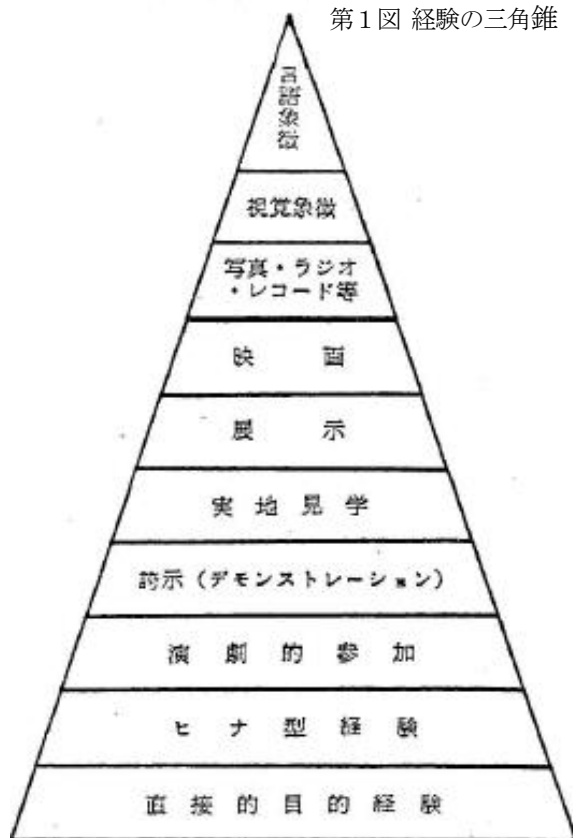 第1図 経験の三角錐
言語象徴
視覚象徴
写真・ラジオ
・レコード等
映画
展示
実地見学
誇示(デモンストレーション)
演劇的参加
ヒナ型経験
直接的目的経験